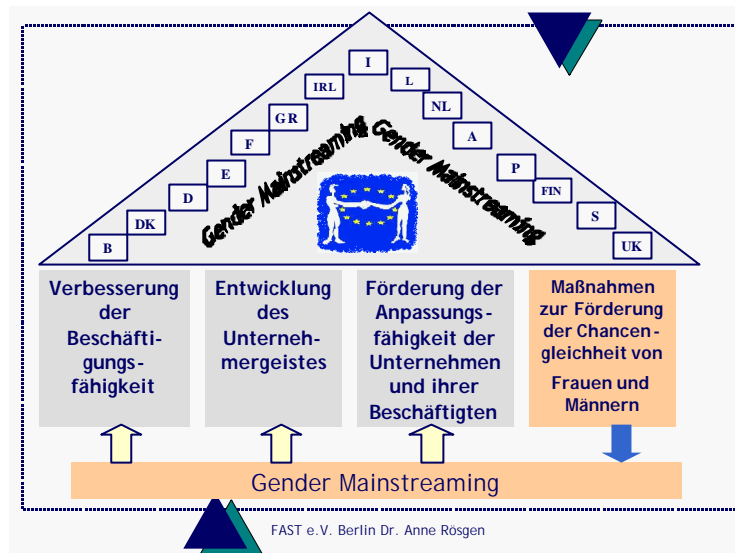 B
DK
D
E
F
GR
IRL
I
L
NL
A
P
FIN
S
UK
Gender Mainstreaming
Gender Mainstreaming
Verbesserung
der
Beschäfti-
gungs-
fähigkeit
Entwicklung
des
Unterneh-
mergeistes
Förderung der
Anpassungs-
fähigkeit der
Unternehmen
und ihrer
Beschäftigten
Maßnahmen
zur Förderung
der Chancen-
gleichheit von
Frauen und
Männern
Gender Mainstreaming
FAST e.V. Berlin Dr. Anne Rösgen